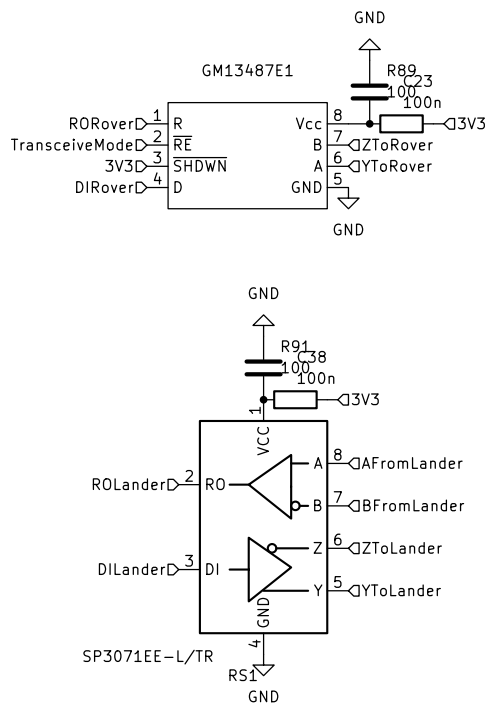 GND
GM13487E1
R89
C23
100
100n
RORover 1 R Vcc 8 3V3
TransceiveMode 2 RE B 7 ZToRover
3V3 3 SHDWN A 6 YToRover
DIRover 4 D GND 5
GND
GND
R91
C38
100
100n
3V3
1
VCC
A 8 AFromLander
ROLander 2 RO
B 7 BFromLander
Z 6 ZToLander
DILander 3 DI
Y 5 YToLander
GND
4
SP3071EE-L/TR
RS1
GND